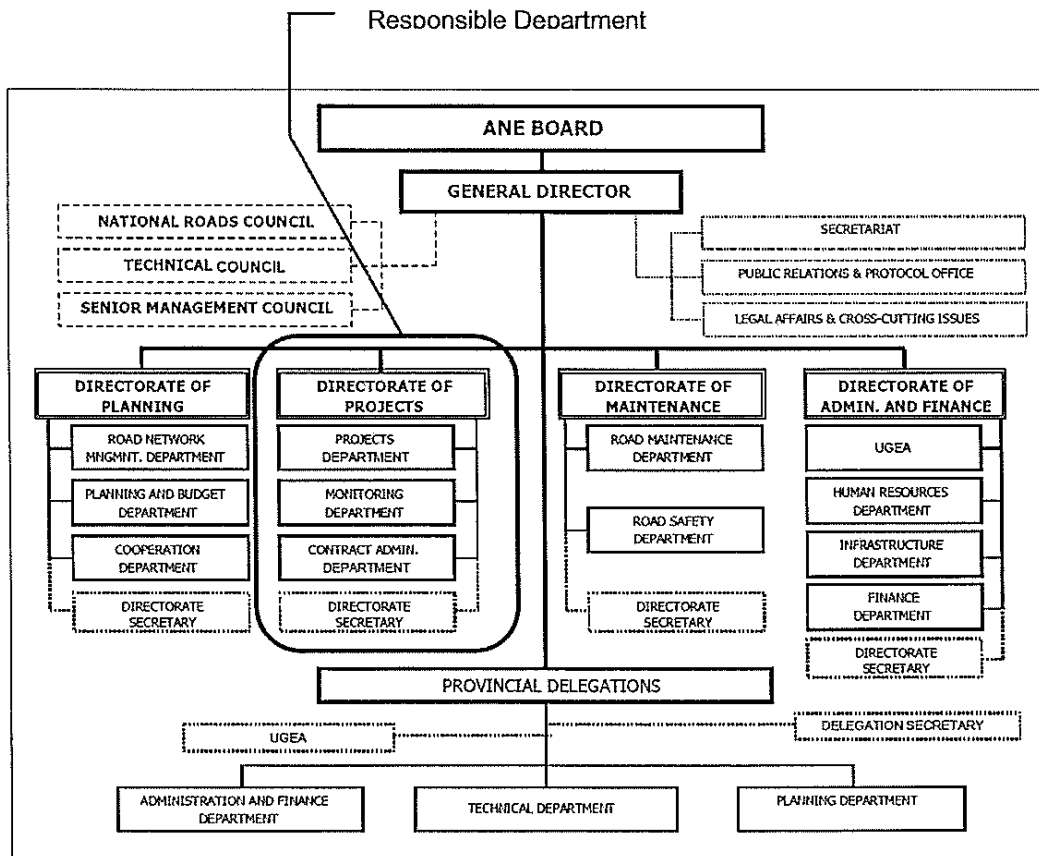 Responsible Department
ANE BOARD
GENERAL DIRECTOR
NATIONAL ROADS COUNCIL
TECHNICAL COUNCIL
SENIOR MANAGEMENT COUNCIL
SECRETARIAT
PUBLIC RELATIONS & PROTOCOL OFFICE
LEGAL AFFAIRS & CROSS-CUTTING ISSUES
DIRECTORATE OF
PLANNING
ROAD NETWORK
MNGMNT. DEPARTMENT
PLANNING AND BUDGET
DEPARTMENT
COOPERATION
DEPARTMENT
DIRECTORATE
SECRETARY
DIRECTORATE OF
PROJECTS
PROJECTS
DEPARTMENT
MONITORING
DEPARTMENT
CONTRACT ADMIN.
DEPARTMENT
DIRECTORATE
SECRETARY
DIRECTORATE OF
MAINTENANCE
ROAD MAINTENANCE
DEPARTMENT
ROAD SAFETY
DEPARTMENT
DIRECTORATE
SECRETARY
DIRECTORATE OF
ADMIN. AND FINANCE
UGEA
HUMAN RESOURCES
DEPARTMENT
INFRASTRUCTURE
DEPARTMENT
FINANCE
DEPARTMENT
DIRECTORATE
SECRETARY
PROVINCIAL DELEGATIONS
UGEA
DELEGATION SECRETARY
ADMINISTRATION AND FINANCE
DEPARTMENT
TECHNICAL DEPARTMENT
PLANNING DEPARTMENT